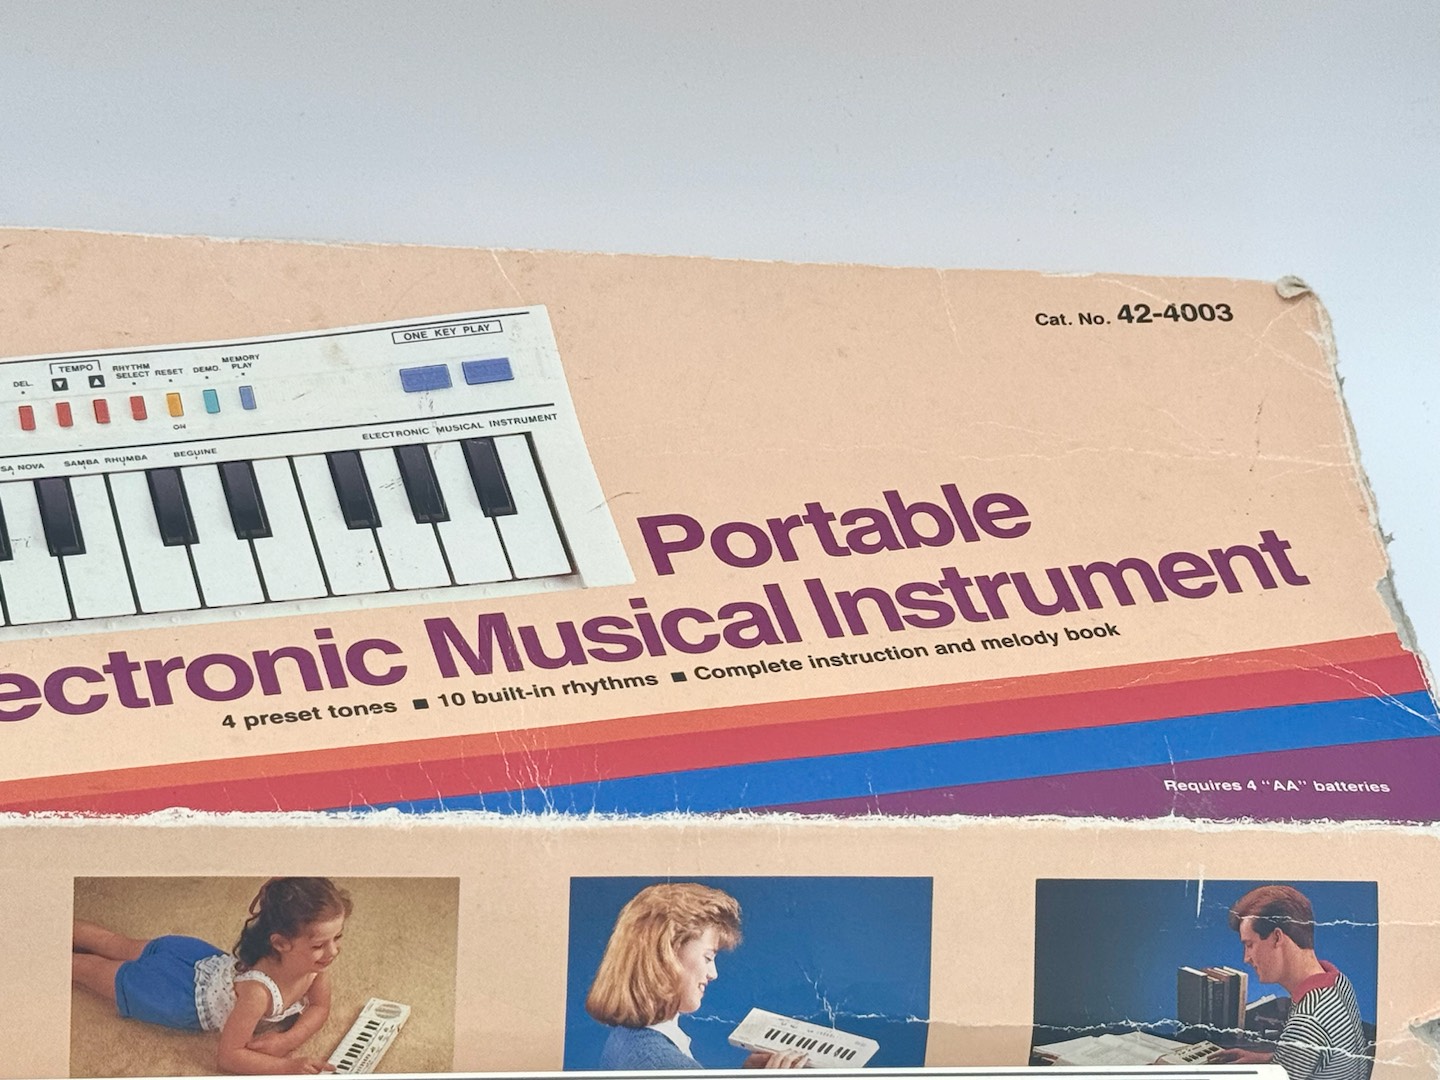 Cat. No. 42-4003
ONE KEY PLAY
DEL. TEMPO RHYTHM SELECT RESET DEMO. MEMORY PLAY
ON
ELECTRONIC MUSICAL INSTRUMENT
SA NOVA SAMBA RHUMBA BEGUINE
Portable
ectronic Musical Instrument
4 preset tones ■ 10 built-in rhythms ■ Complete instruction and melody book
Requires 4 "AA" batteries